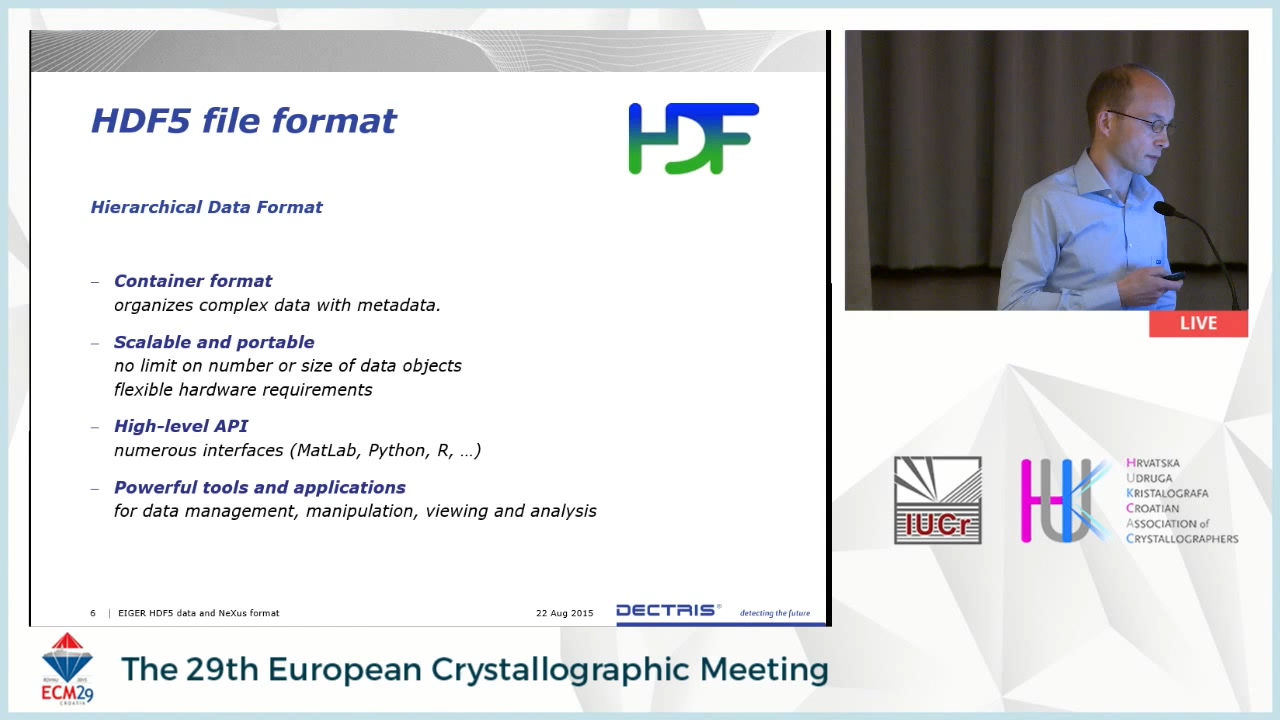 HDF5 file format
HDF
Hierarchical Data Format
– Container format
organizes complex data with metadata.
– Scalable and portable
no limit on number or size of data objects
flexible hardware requirements
– High-level API
numerous interfaces (MatLab, Python, R, …)
– Powerful tools and applications
for data management, manipulation, viewing and analysis
6 | EIGER HDF5 data and NeXus format
22 Aug 2015
DECTRIS®
detecting the future
LIVE
IUCr
HUK
HRVATSKA
UDRUGA
KRISTALOGRAFA
CROATIAN
ASSOCIATION of
CRYSTALLOGRAPHERS
ECM29
CROATIA
The 29th European Crystallographic Meeting